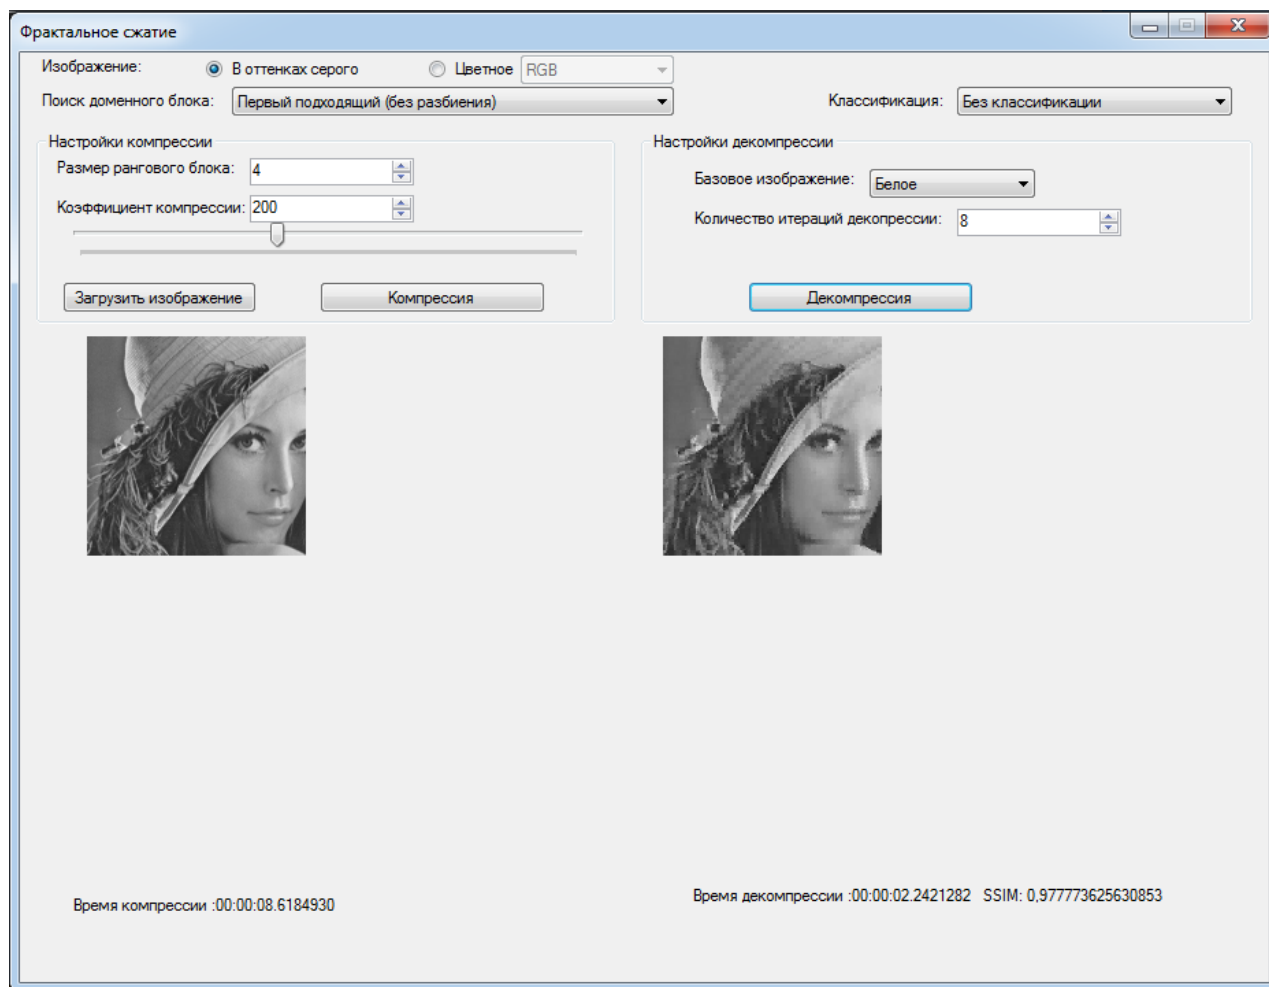 Фрактальное сжатие
Изображение: В оттенках серого Цветное RGB
Поиск доменного блока: Первый подходящий (без разбиения) Классификация: Без классификации
Настройки компрессии
Размер рангового блока: 4
Коэффициент компрессии: 200
Загрузить изображение Компрессия
Настройки декомпрессии
Базовое изображение: Белое
Количество итераций декопрессии: 8
Декомпрессия
Время компрессии :00:00:08.6184930
Время декомпрессии :00:00:02.2421282 SSIM: 0,977773625630853